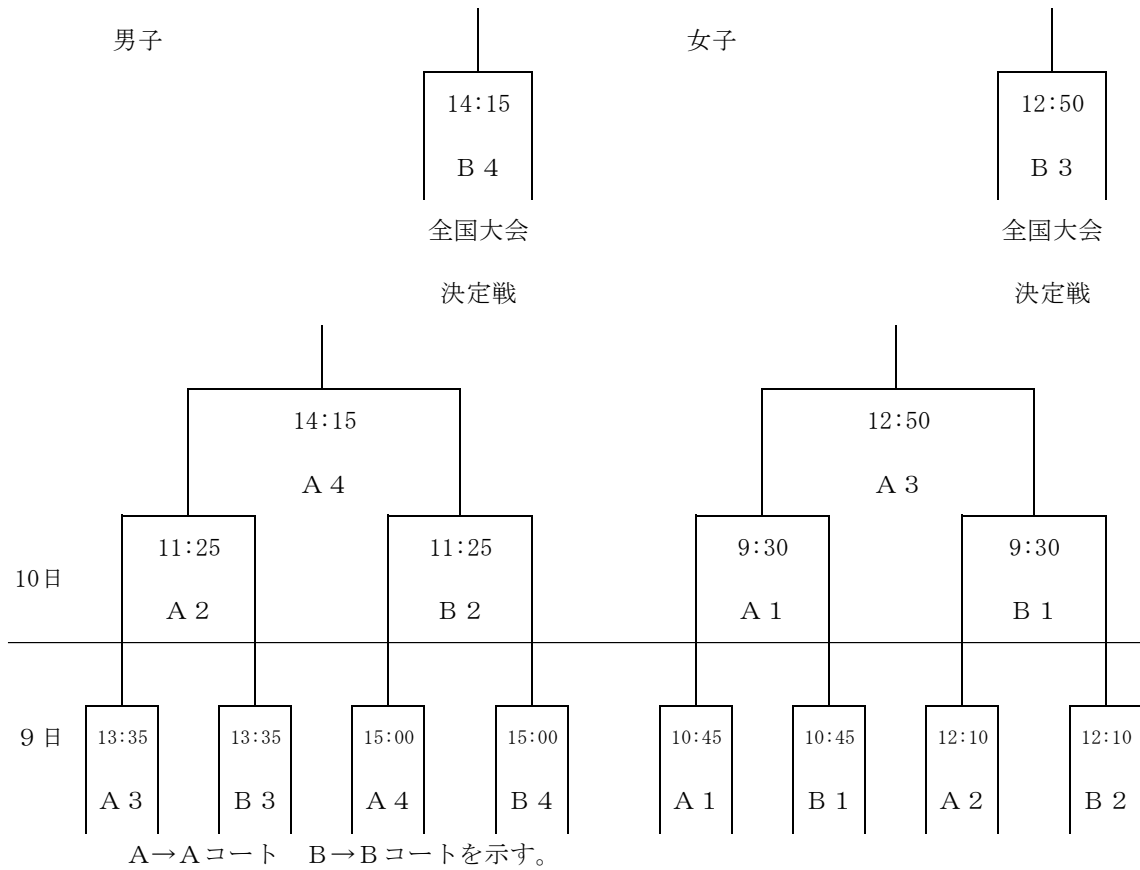 男子 女子
14:15 12:50
B 4 B 3
全国大会 全国大会
決定戦 決定戦
14:15 12:50
A 4 A 3
11:25 11:25 9:30 9:30
10日
A 2 B 2 A 1 B 1
9 日 13:35 13:35 15:00 15:00 10:45 10:45 12:10 12:10
A 3 B 3 A 4 B 4 A 1 B 1 A 2 B 2
A→Aコート B→Bコートを示す。